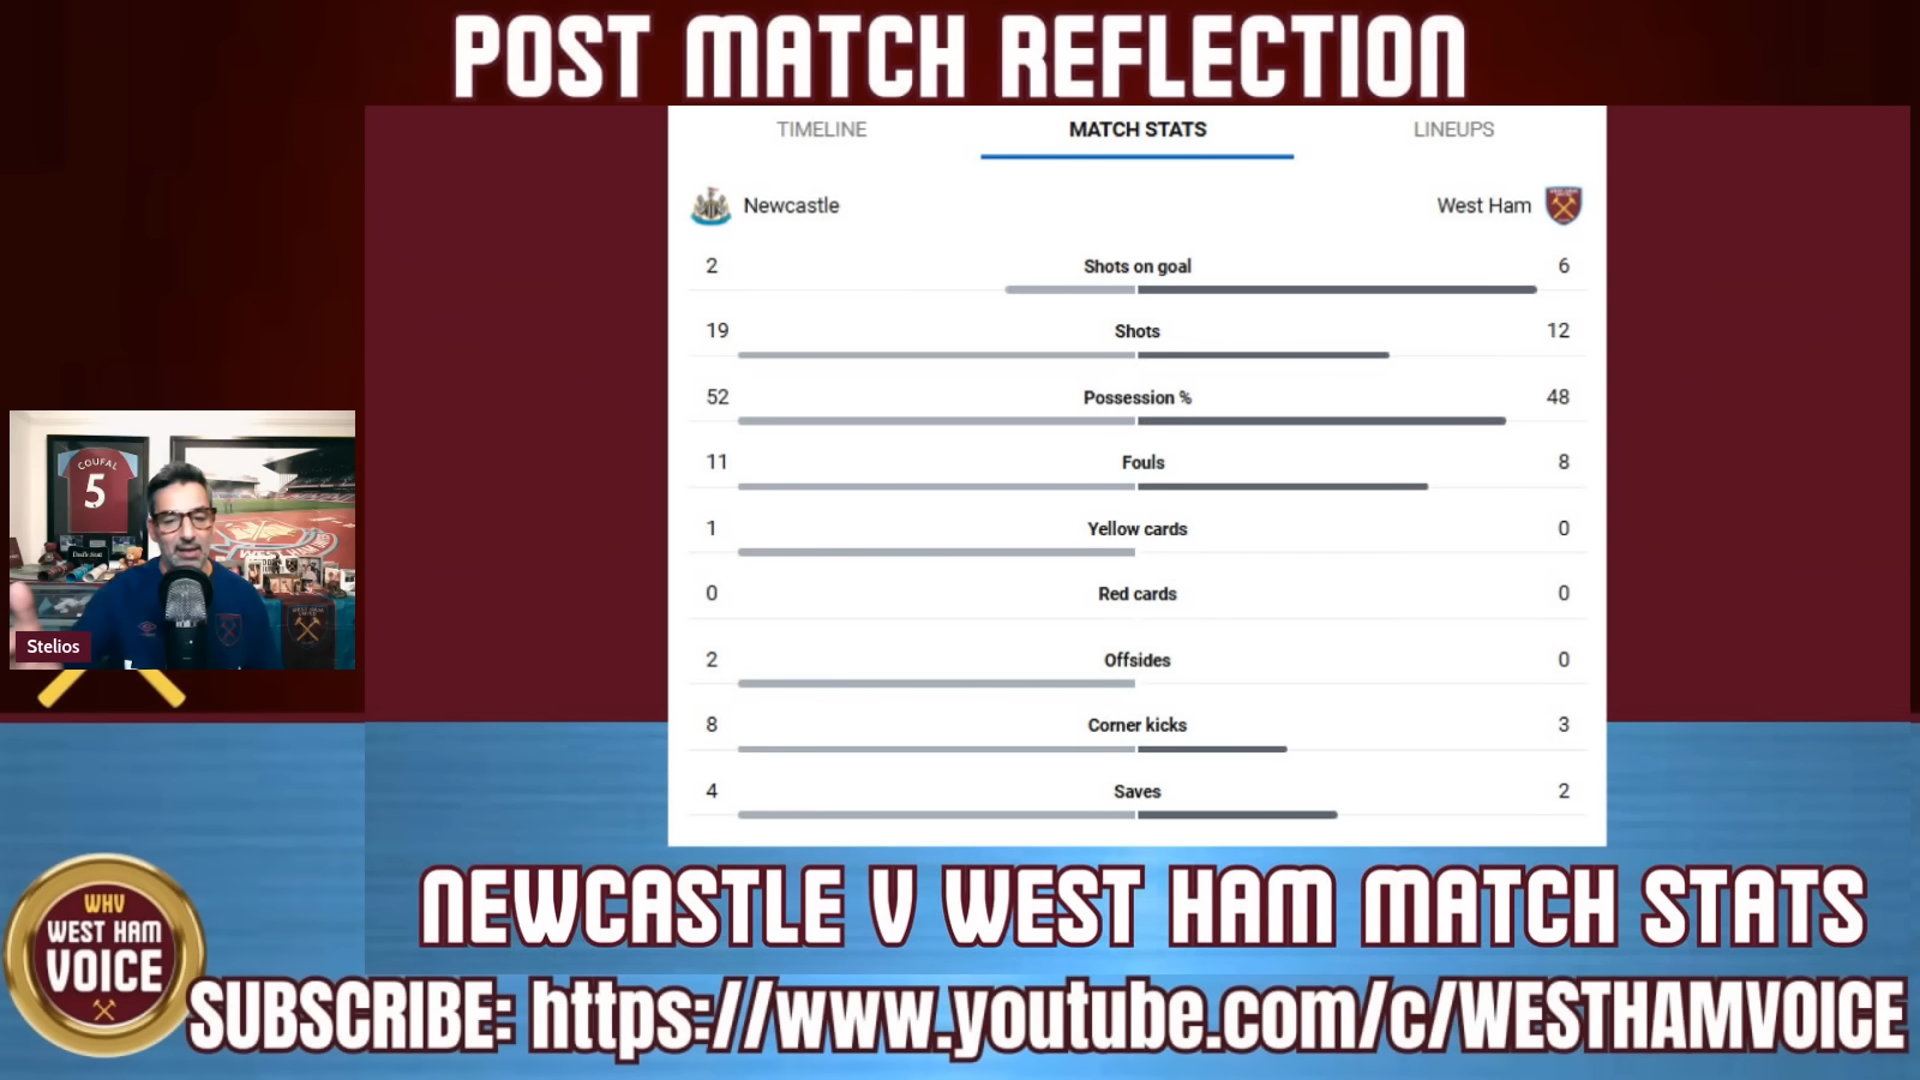 POST MATCH REFLECTION
TIMELINE MATCH STATS LINEUPS
Newcastle West Ham
2 Shots on goal 6
19 Shots 12
52 Possession % 48
11 Fouls 8
1 Yellow cards 0
0 Red cards 0
2 Offsides 0
8 Corner kicks 3
4 Saves 2
COUFAL
5
WEST HAM UNITED
Stelios
NEWCASTLE V WEST HAM MATCH STATS
WHV
WEST HAM
VOICE
SUBSCRIBE: https://www.youtube.com/c/WESTHAMVOICE